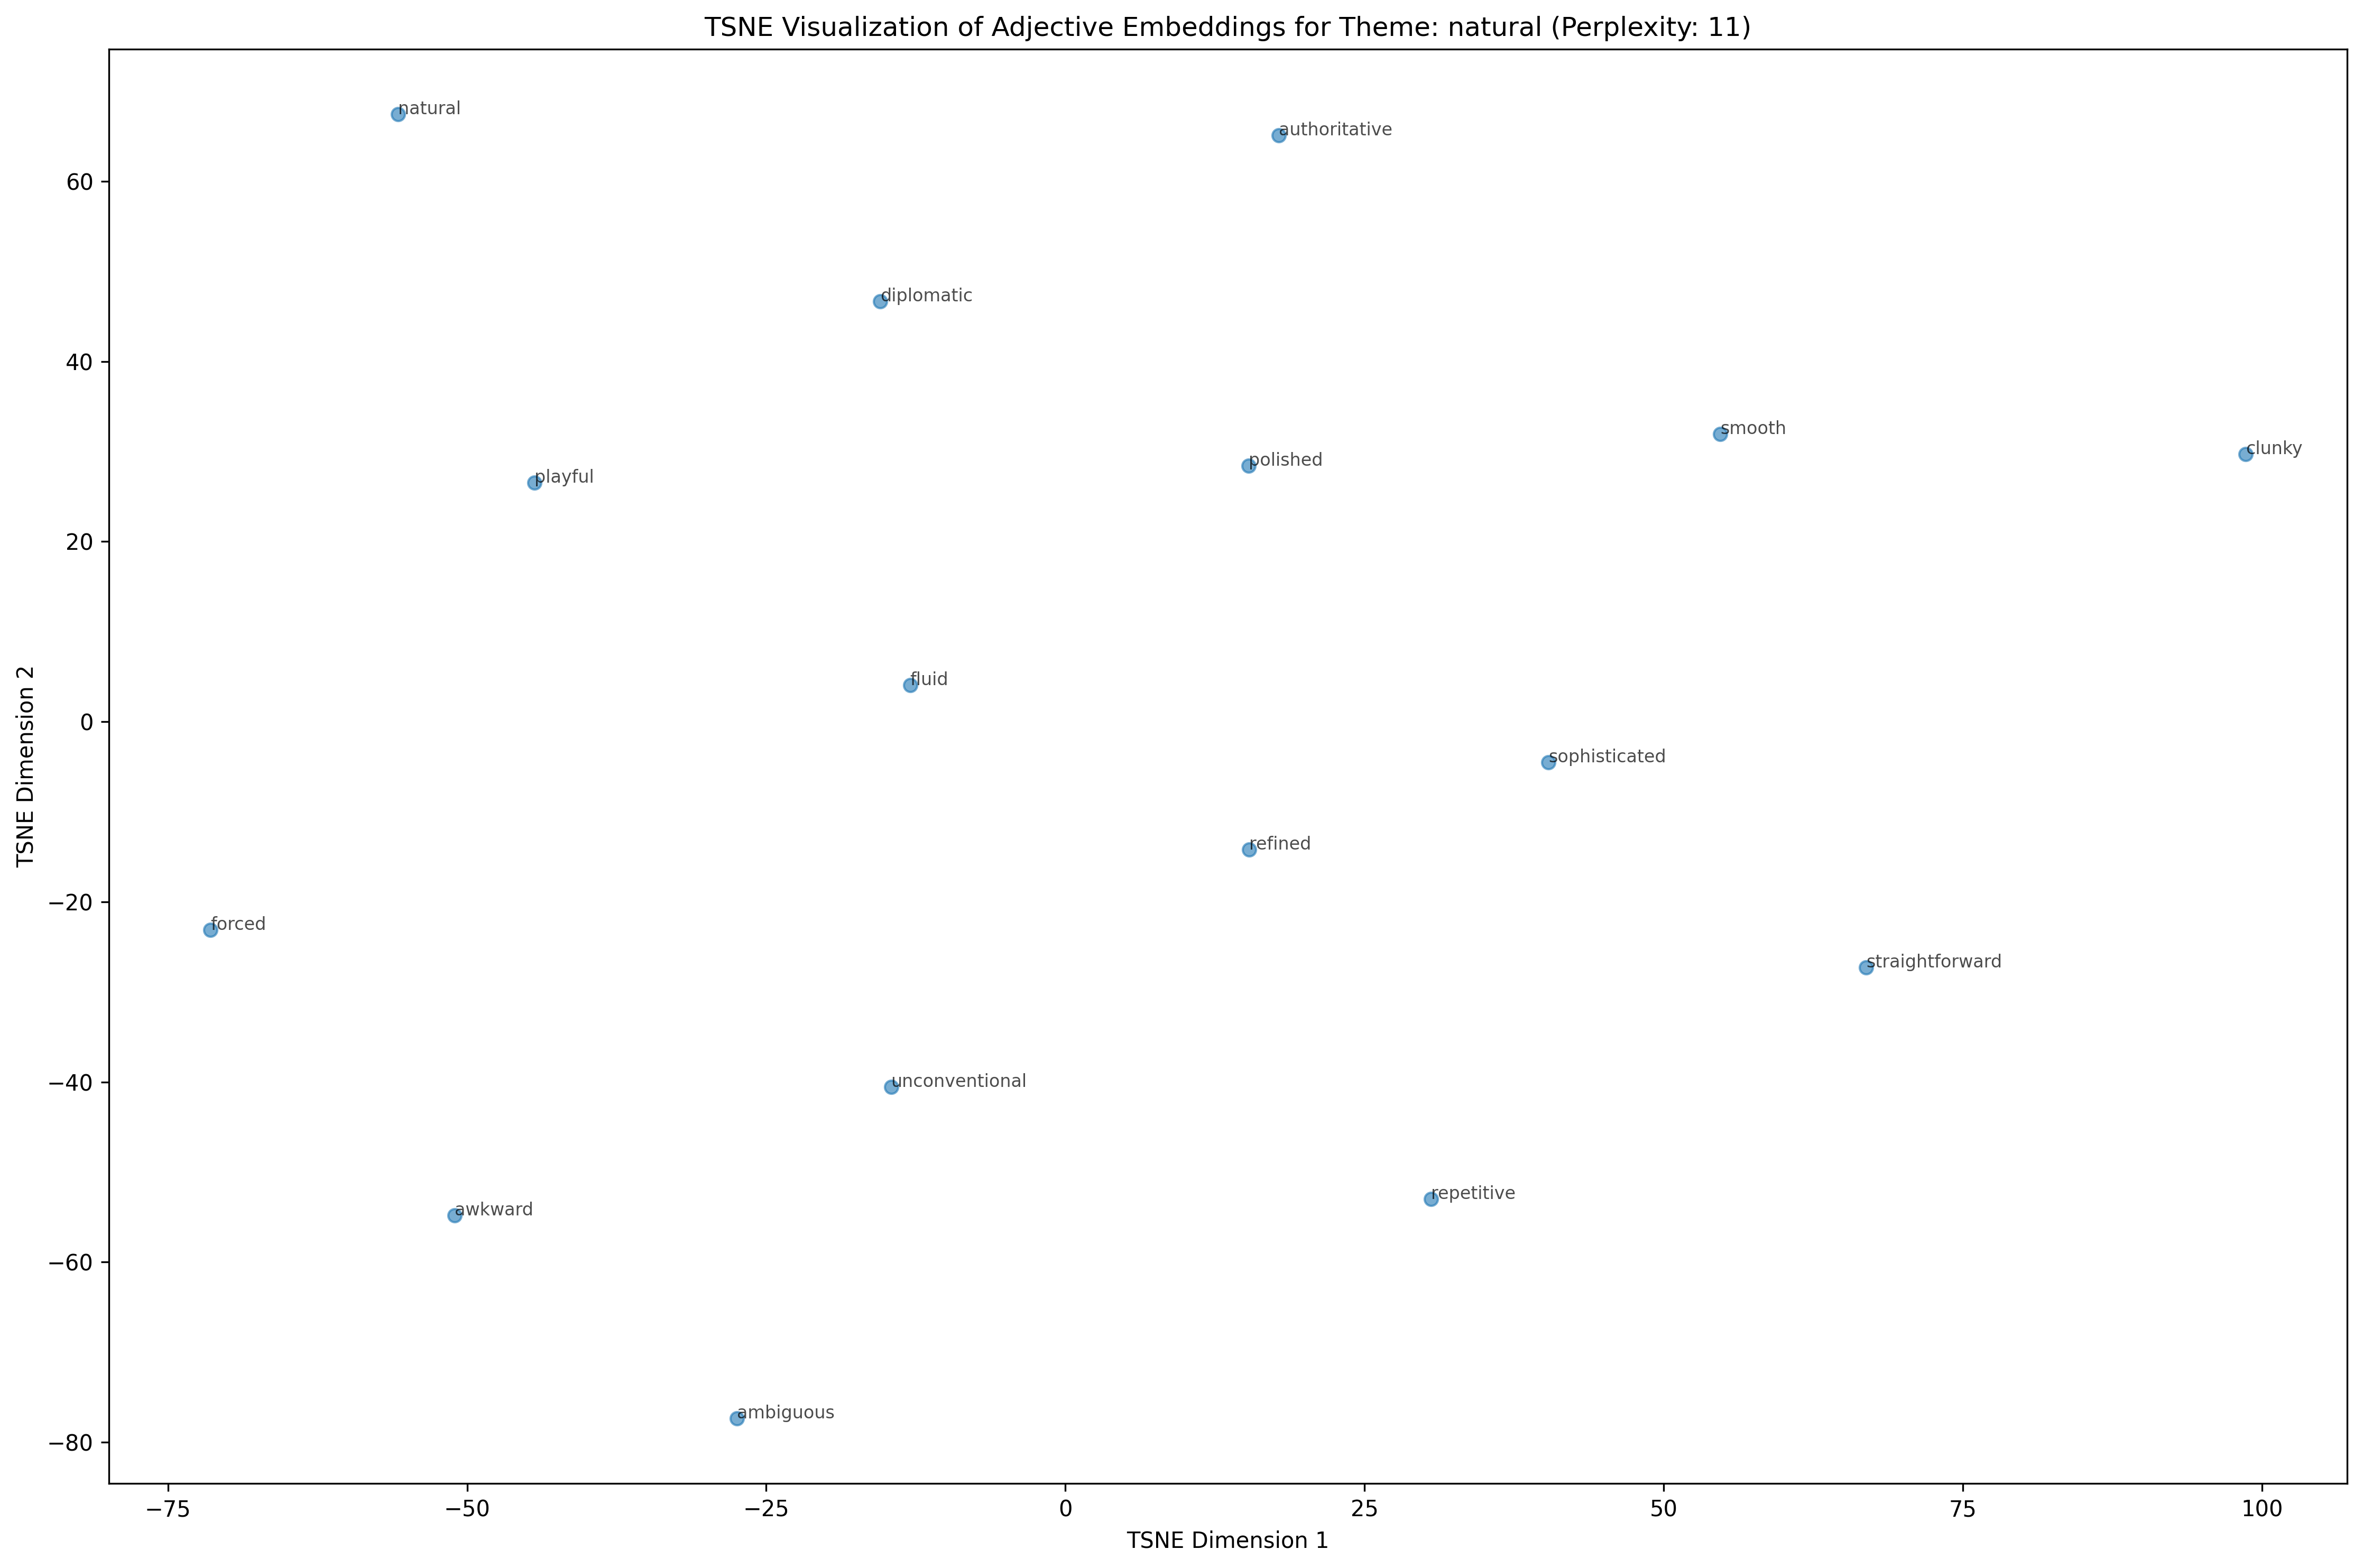 TSNE Visualization of Adjective Embeddings for Theme: natural (Perplexity: 11)
natural
authoritative
diplomatic
smooth
clunky
polished
playful
fluid
sophisticated
refined
forced
straightforward
unconventional
repetitive
awkward
ambiguous
TSNE Dimension 2
60
40
20
0
−20
−40
−60
−80
−75
−50
−25
0
25
50
75
100
TSNE Dimension 1